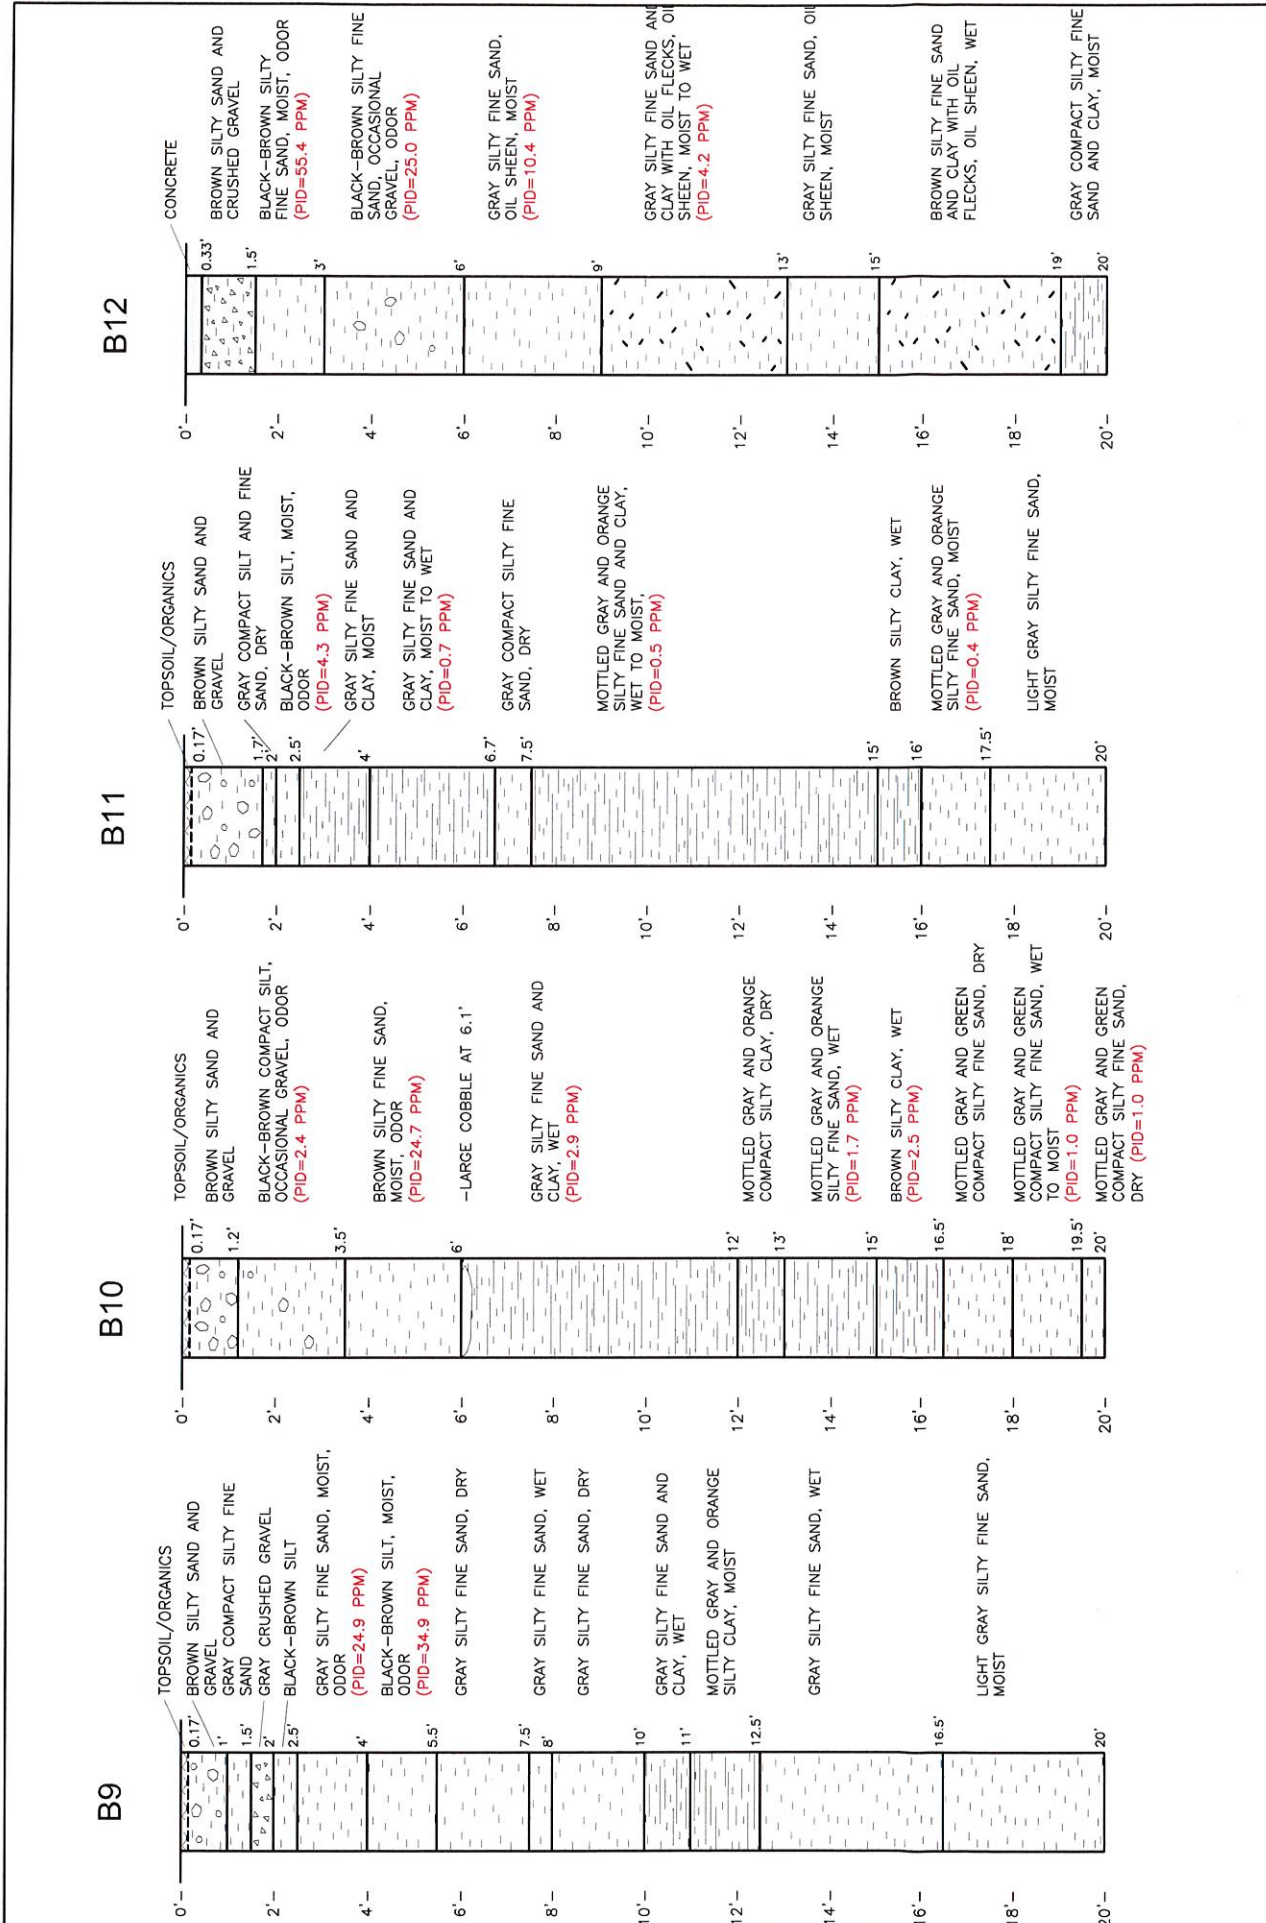 B9
0'-
2'-
4'-
6'-
8'-
10'-
12'-
14'-
16'-
18'-
20'-
0.17'
1'
1.5'
2'
2.5'
4'
5.5'
7.5'
8'
10'
11'
12.5'
16.5'
20'
TOPSOIL/ORGANICS
BROWN SILTY SAND AND
GRAVEL
GRAY COMPACT SILTY FINE
SAND
GRAY CRUSHED GRAVEL
BLACK-BROWN SILT
GRAY SILTY FINE SAND, MOIST,
ODOR
(PID=24.9 PPM)
BLACK-BROWN SILT, MOIST,
ODOR
(PID=34.9 PPM)
GRAY SILTY FINE SAND, DRY
GRAY SILTY FINE SAND, WET
GRAY SILTY FINE SAND, DRY
GRAY SILTY FINE SAND AND
CLAY, WET
MOTTLED GRAY AND ORANGE
SILTY CLAY, MOIST
GRAY SILTY FINE SAND, WET
LIGHT GRAY SILTY FINE SAND,
MOIST
B10
0'-
2'-
4'-
6'-
8'-
10'-
12'-
14'-
16'-
18'-
20'-
0.17'
1.2'
3.5'
6'
12'
13'
15'
16.5'
18'
19.5'
20'
TOPSOIL/ORGANICS
BROWN SILTY SAND AND
GRAVEL
BLACK-BROWN COMPACT SILT,
OCCASIONAL GRAVEL, ODOR
(PID=2.4 PPM)
BROWN SILTY FINE SAND,
MOIST, ODOR
(PID=24.7 PPM)
-LARGE COBBLE AT 6.1'
GRAY SILTY FINE SAND AND
CLAY, WET
(PID=2.9 PPM)
MOTTLED GRAY AND ORANGE
COMPACT SILTY CLAY, DRY
MOTTLED GRAY AND ORANGE
SILTY FINE SAND, WET
(PID=1.7 PPM)
BROWN SILTY CLAY, WET
(PID=2.5 PPM)
MOTTLED GRAY AND GREEN
COMPACT SILTY FINE SAND, DRY
MOTTLED GRAY AND GREEN
COMPACT SILTY FINE SAND, WET
TO MOIST
(PID=1.0 PPM)
MOTTLED GRAY AND GREEN
COMPACT SILTY FINE SAND,
DRY (PID=1.0 PPM)
B11
0'-
2'-
4'-
6'-
8'-
10'-
12'-
14'-
16'-
18'-
20'-
0.17'
1.7'
2'
2.5'
4'
6.7'
7.5'
15'
16'
17.5'
20'
TOPSOIL/ORGANICS
BROWN SILTY SAND AND
GRAVEL
GRAY COMPACT SILT AND FINE
SAND, DRY
BLACK-BROWN SILT, MOIST,
ODOR
(PID=4.3 PPM)
GRAY SILTY FINE SAND AND
CLAY, MOIST
GRAY SILTY FINE SAND AND
CLAY, MOIST TO WET
(PID=0.7 PPM)
GRAY COMPACT SILTY FINE
SAND, DRY
MOTTLED GRAY AND ORANGE
SILTY FINE SAND AND CLAY,
WET TO MOIST,
(PID=0.5 PPM)
BROWN SILTY CLAY, WET
MOTTLED GRAY AND ORANGE
SILTY FINE SAND, MOIST
(PID=0.4 PPM)
LIGHT GRAY SILTY FINE SAND,
MOIST
B12
0'-
2'-
4'-
6'-
8'-
10'-
12'-
14'-
16'-
18'-
20'-
0.33'
1.5'
3'
6'
9'
13'
15'
19'
20'
CONCRETE
BROWN SILTY SAND AND
CRUSHED GRAVEL
BLACK-BROWN SILTY
FINE SAND, MOIST, ODOR
(PID=55.4 PPM)
BLACK-BROWN SILTY FINE
SAND, OCCASIONAL
GRAVEL, ODOR
(PID=25.0 PPM)
GRAY SILTY FINE SAND,
OIL SHEEN, MOIST
(PID=10.4 PPM)
GRAY SILTY FINE SAND AND
CLAY WITH OIL FLECKS, OIL
SHEEN, MOIST TO WET
(PID=4.2 PPM)
GRAY SILTY FINE SAND, OIL
SHEEN, MOIST
BROWN SILTY FINE SAND
AND CLAY WITH OIL
FLECKS, OIL SHEEN, WET
GRAY COMPACT SILTY FINE
SAND AND CLAY, MOIST